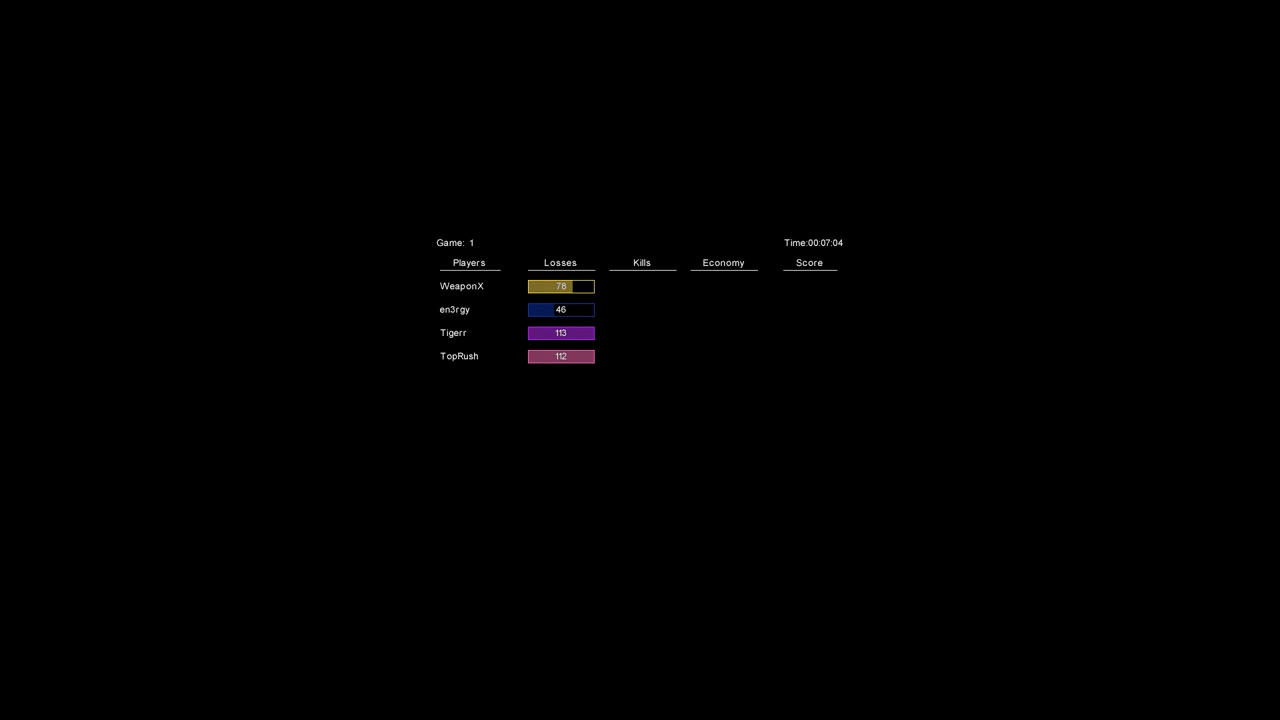 Game: 1 Time:00:07:04
Players Losses Kills Economy Score
WeaponX 78
en3rgy 46
Tigerr 113
TopRush 112